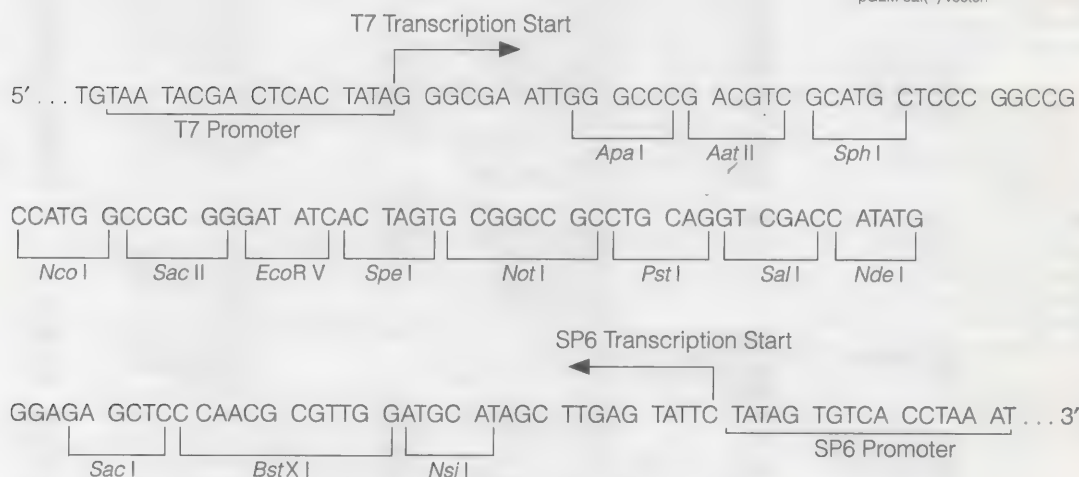 T7 Transcription Start
5′ ... TGTAA TACGA CTCAC TATAG GGCGA ATTGG GCCCG ACGTC GCATG CTCCC GGCCG
T7 Promoter
Apa I Aat II Sph I
CCATG GCCGC GGGAT ATCAC TAGTG CGGCC GCCTG CAGGT CGACC ATATG
Nco I Sac II EcoR V Spe I Not I Pst I Sal I Nde I
SP6 Transcription Start
GGAGA GCTCC CAACG CGTTG GATGC ATAGC TTGAG TATTC TATAG TGTCA CCTAA AT ... 3′
SP6 Promoter
Sac I BstX I Nsi I